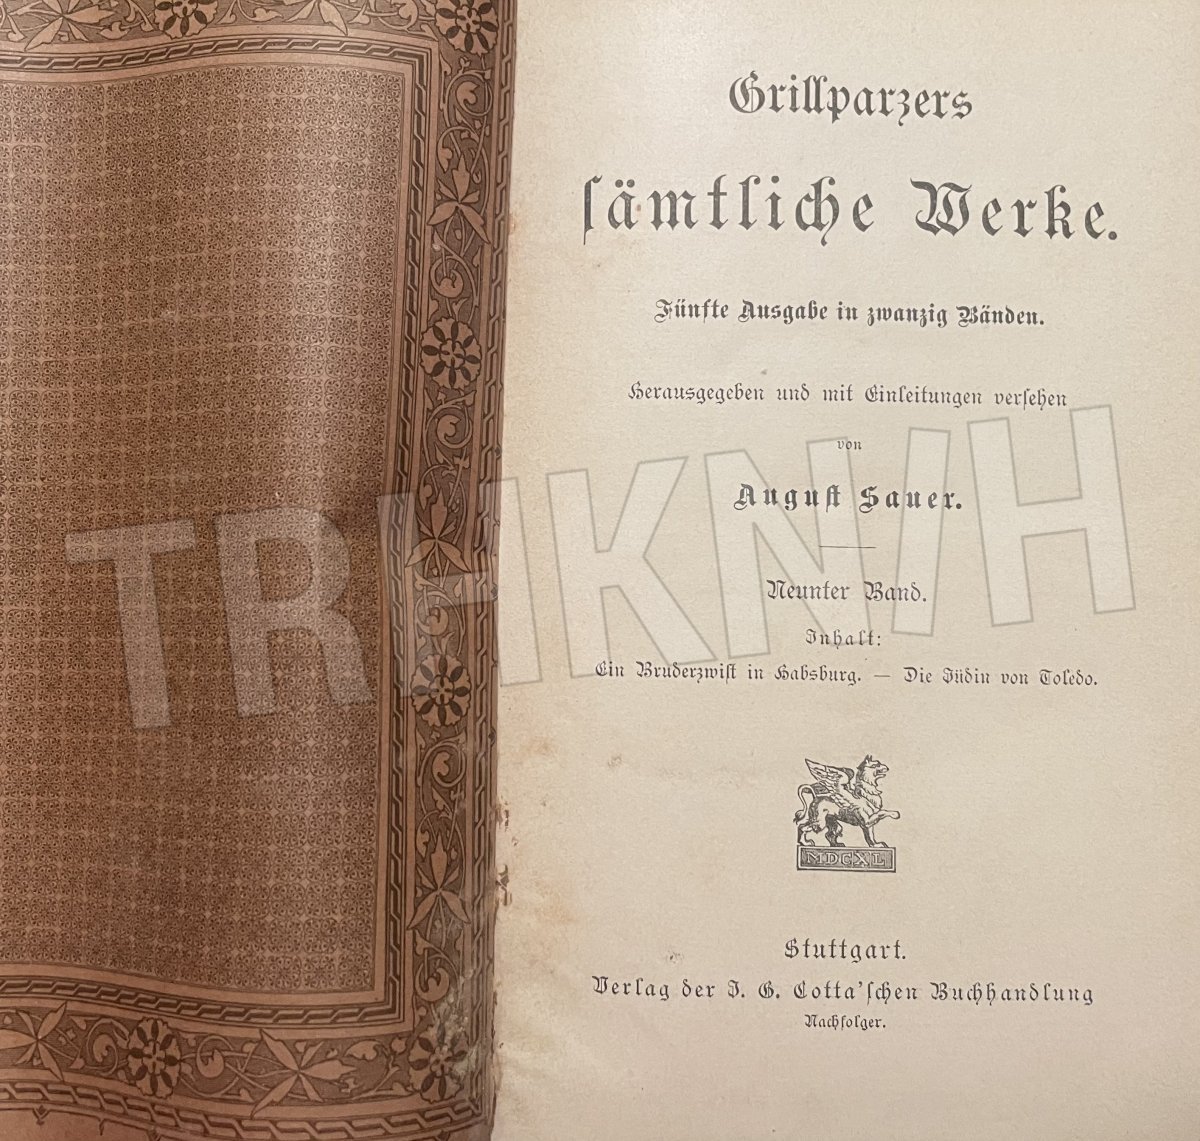 Grillparzers
sämtliche Werke.
Fünfte Ausgabe in zwanzig Bänden.
Herausgegeben und mit Einleitungen versehen
von
August Sauer.
Neunter Band.
Inhalt:
Ein Bruderzwist in Habsburg. — Die Jüdin von Toledo.
MDCXL
Stuttgart.
Verlag der J. G. Cotta'schen Buchhandlung
Nachfolger.